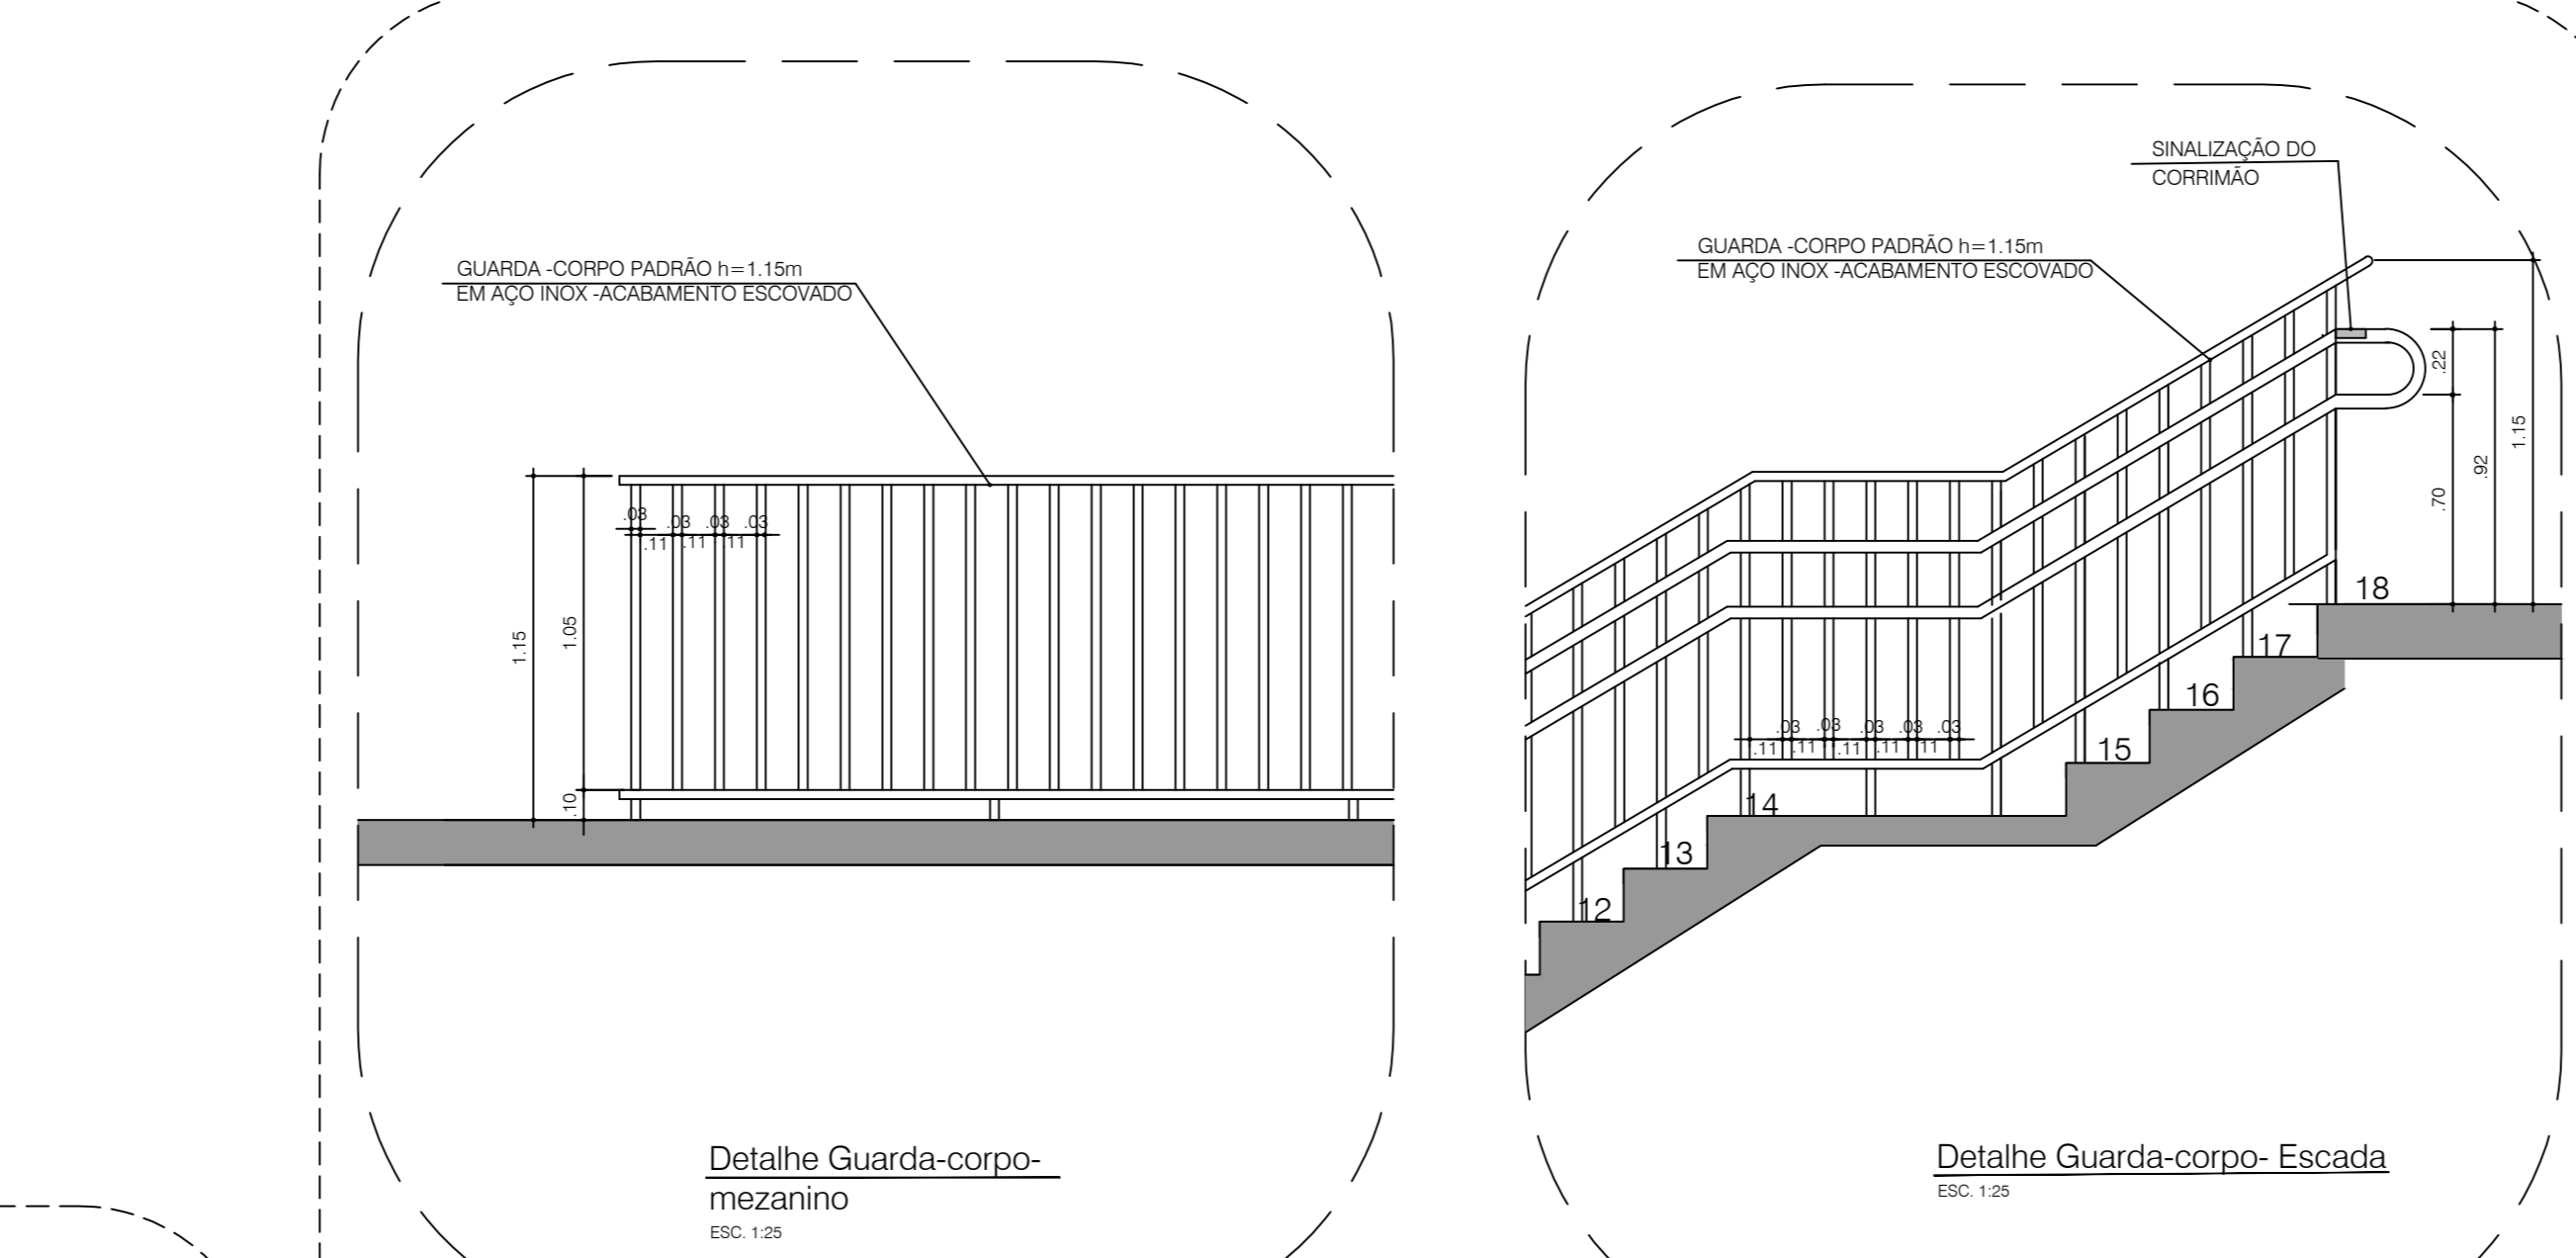 GUARDA -CORPO PADRÃO h=1.15m
EM AÇO INOX -ACABAMENTO ESCOVADO
.03
.03 .03 .03
.11 .11 .11
1.15
1.05
.10
Detalhe Guarda-corpo-
mezanino
ESC. 1:25
SINALIZAÇÃO DO
CORRIMÃO
GUARDA -CORPO PADRÃO h=1.15m
EM AÇO INOX -ACABAMENTO ESCOVADO
.22
1.15
.92
.70
18
17
16
.03 .03 .03 .03 .03
.11 .11 .11 .11 .11
15
14
13
12
Detalhe Guarda-corpo- Escada
ESC. 1:25